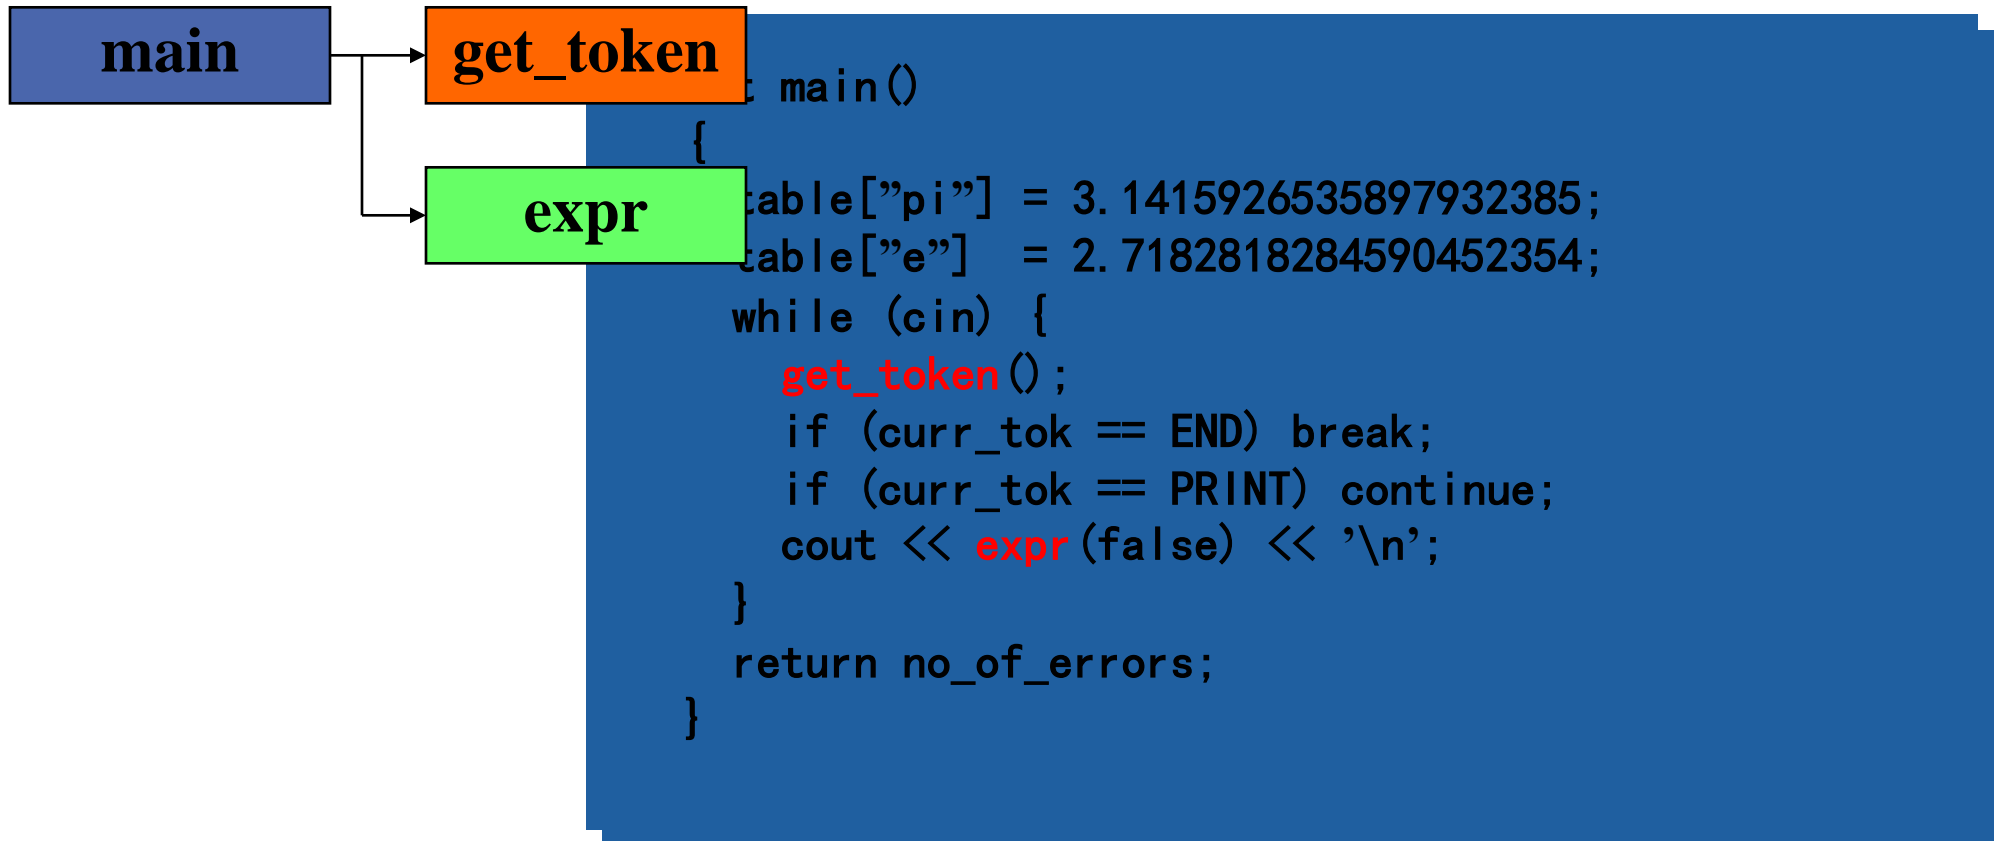 main
get_token
expr
t main()
{
table[”pi”] = 3.1415926535897932385;
table[”e”]  = 2.7182818284590452354;
while (cin) {
get_token();
if (curr_tok == END) break;
if (curr_tok == PRINT) continue;
cout << expr(false) << ’\n’;
}
return no_of_errors;
}